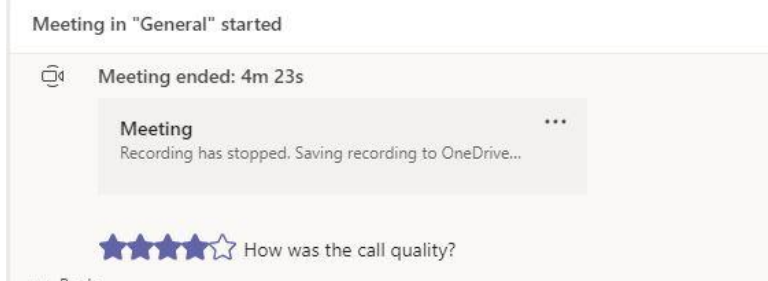 Meeting in "General" started
Meeting ended: 4m 23s
Meeting
Recording has stopped. Saving recording to OneDrive...
How was the call quality?